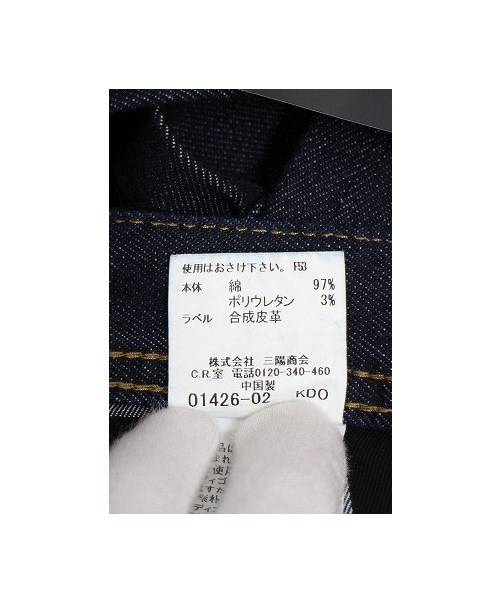 使用はおさけ下さい。F53
本体 綿 97%
ポリウレタン 3%
ラベル 合成皮革
株式会社 三陽商会
C.R.室 電話0120-340-460
中国製
01426-02 KDO